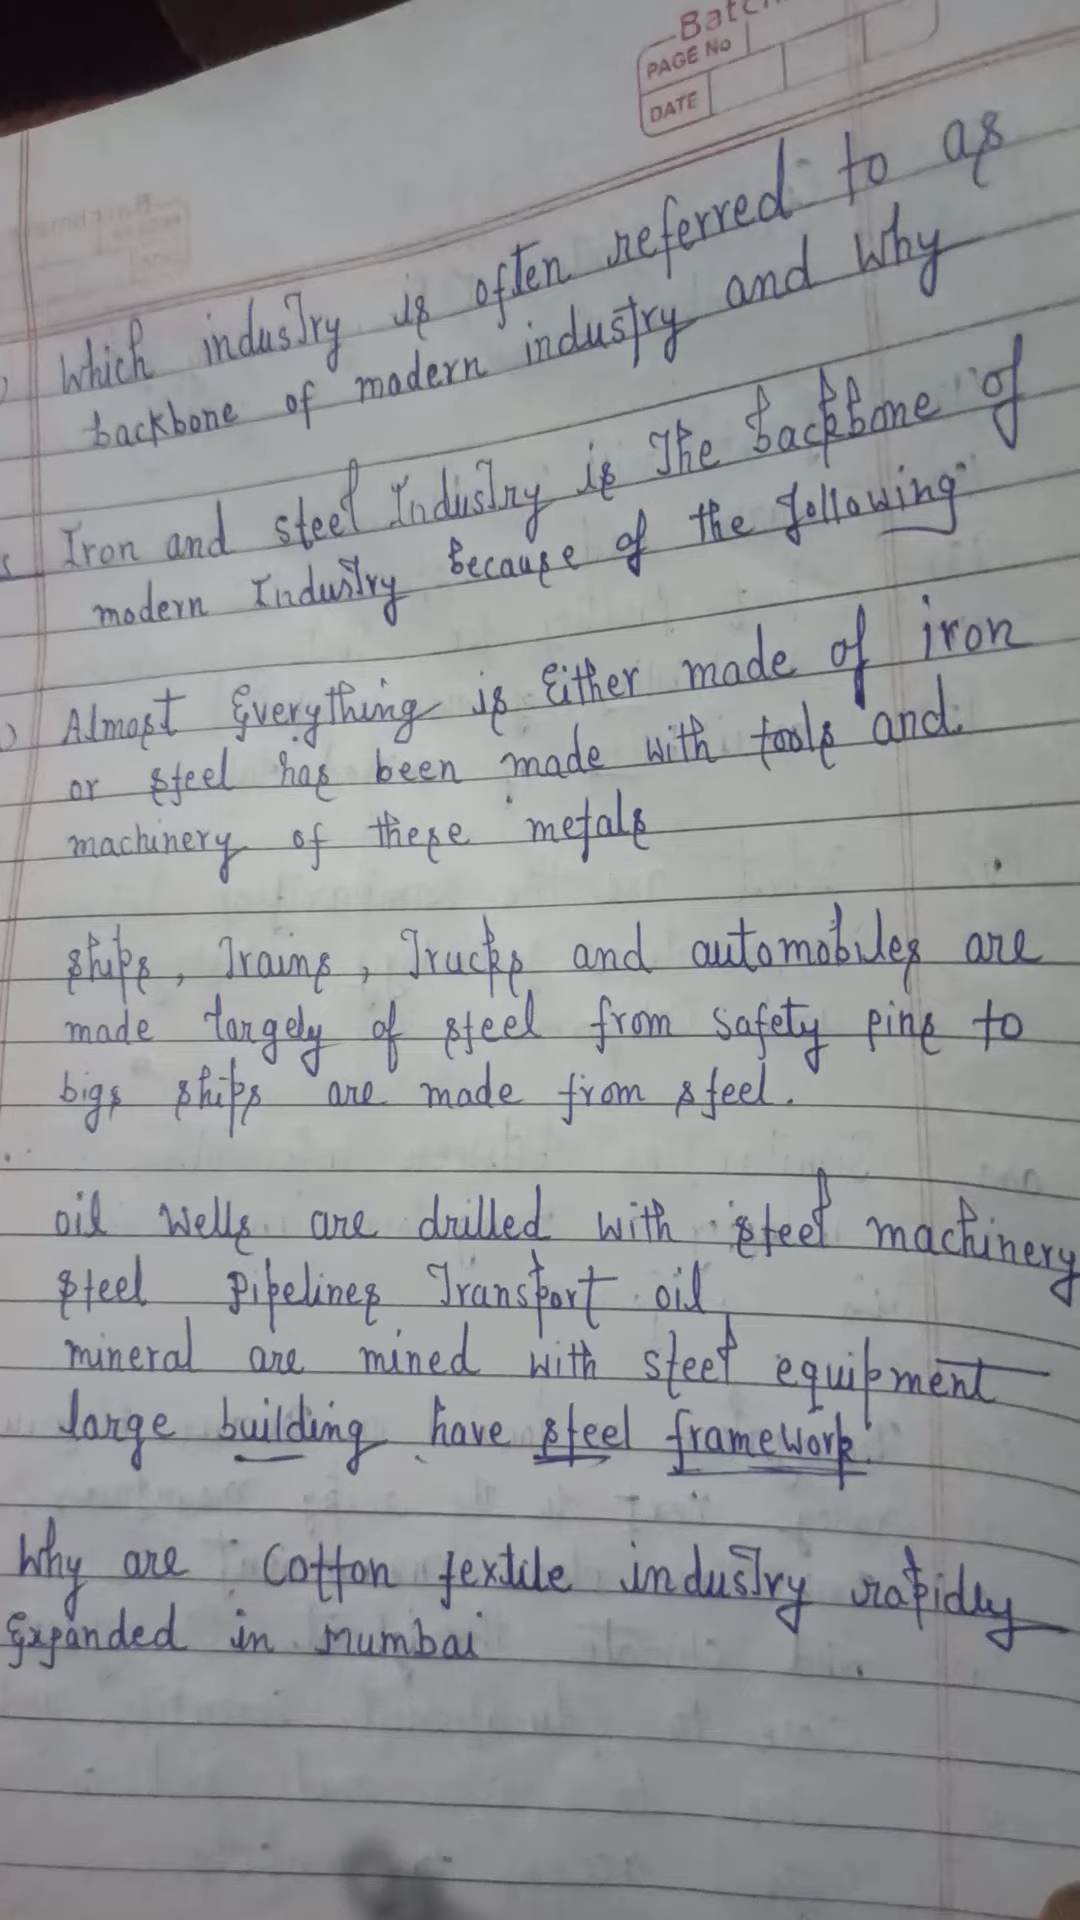 Batch
PAGE No
DATE
Which industry is often referred to as
backbone of modern industry and Why
Iron and steel Industry is The backbone of
modern Industry Because of the following
Almost Everything is Either made of iron
or steel has been made with tools and
machinery of these metals
ships, Trains, Trucks and automobiles are
made largely of steel from safety pins to
bigs ships are made from steel.
oil wells are drilled with steel machinery
steel pipelines Transport oil
mineral are mined with steel equipment
large building have steel framework
Why are Cotton textile industry rapidly
Expanded in mumbai